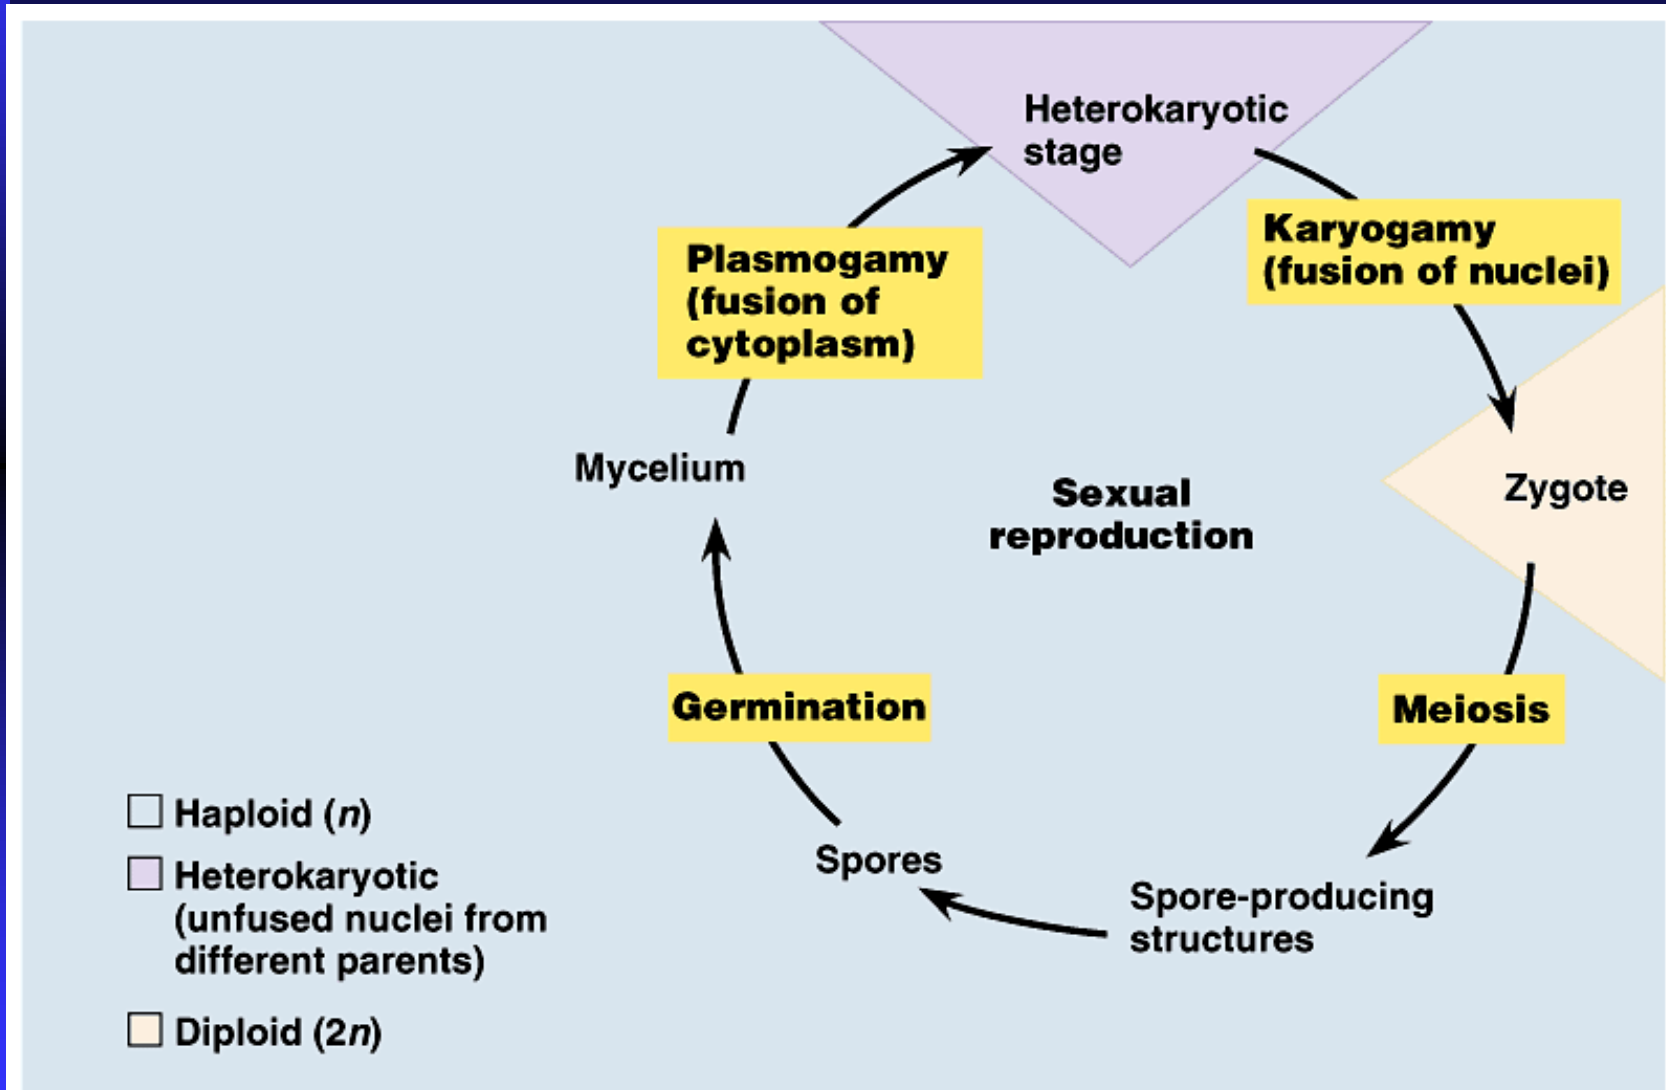 Heterokaryotic
stage
Karyogamy
(fusion of nuclei)
Plasmogamy
(fusion of
cytoplasm)
Mycelium
Sexual
reproduction
Zygote
Germination
Meiosis
Spores
Spore-producing
structures
Haploid (n)
Heterokaryotic
(unfused nuclei from
different parents)
Diploid (2n)